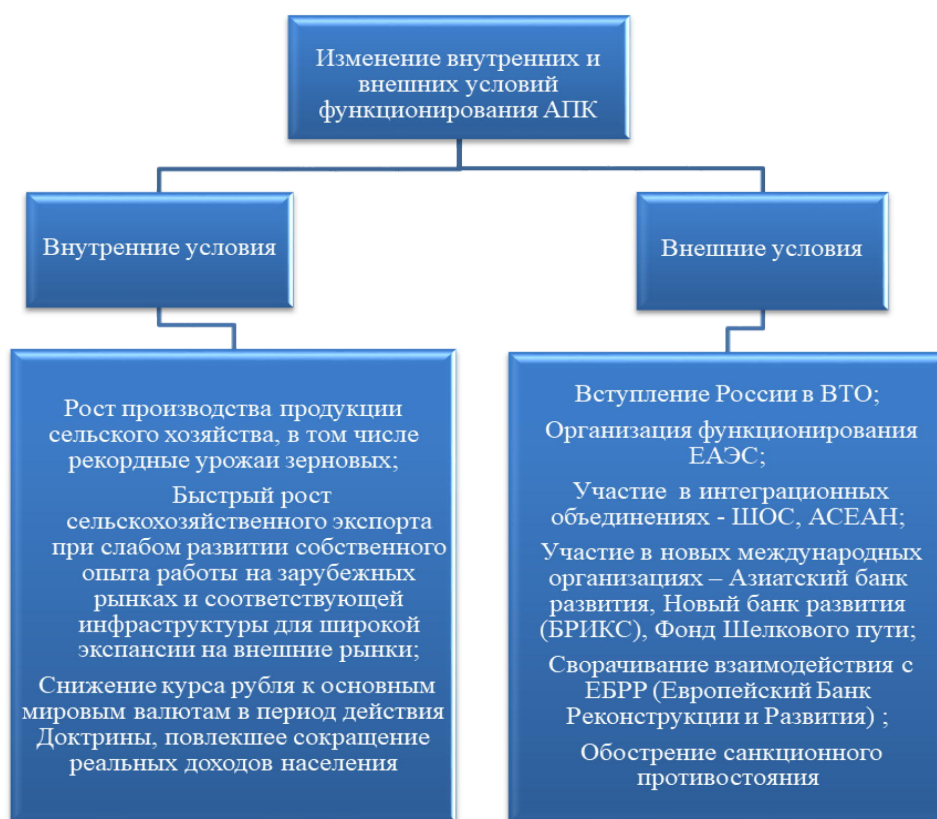 Изменение внутренних и
внешних условий
функционирования АПК
Внутренние условия
Внешние условия
Рост производства продукции
сельского хозяйства, в том числе
рекордные урожаи зерновых;
Быстрый рост
сельскохозяйственного экспорта
при слабом развитии собственного
опыта работы на зарубежных
рынках и соответствующей
инфраструктуры для широкой
экспансии на внешние рынки;
Снижение курса рубля к основным
мировым валютам в период действия
Доктрины, повлекшее сокращение
реальных доходов населения
Вступление России в ВТО;
Организация функционирования
ЕАЭС;
Участие в интеграционных
объединениях - ШОС, АСЕАН;
Участие в новых международных
организациях – Азиатский банк
развития, Новый банк развития
(БРИКС), Фонд Шелкового пути;
Сворачивание взаимодействия с
ЕБРР (Европейский Банк
Реконструкции и Развития) ;
Обострение санкционного
противостояния